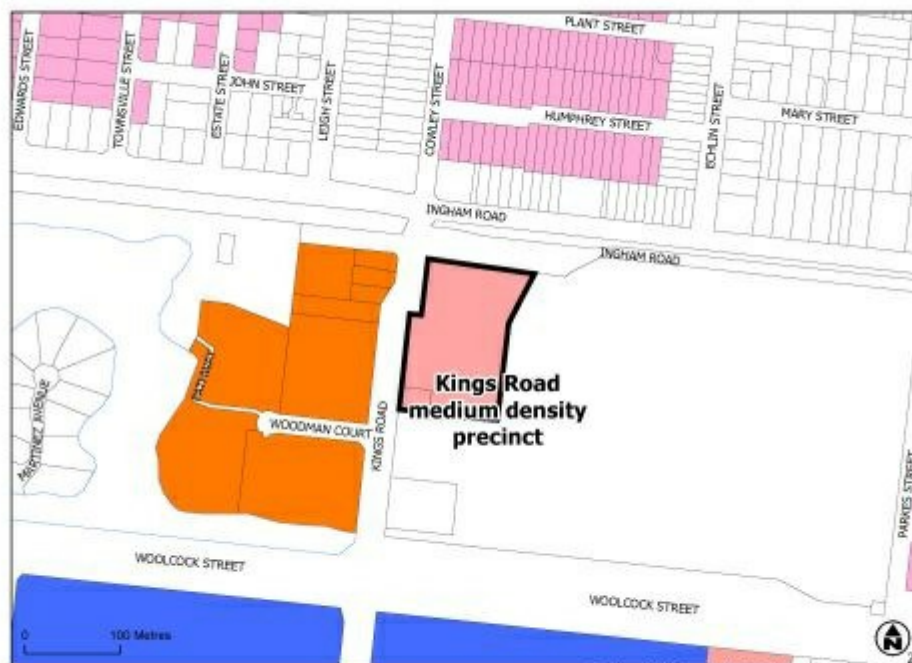 PLANT STREET
EDWARDS STREET
TOWNSVILLE STREET
ESTATE STREET
JOHN STREET
LEIGH STREET
COWLEY STREET
HUMPHREY STREET
ECHLIN STREET
MARY STREET
INGHAM ROAD
INGHAM ROAD
Kings Road
medium density
precinct
WOODMAN COURT
KINGS ROAD
MARTINEZ AVENUE
PARKES STREET
WOOLCOCK STREET
WOOLCOCK STREET
0 100 Metres
N